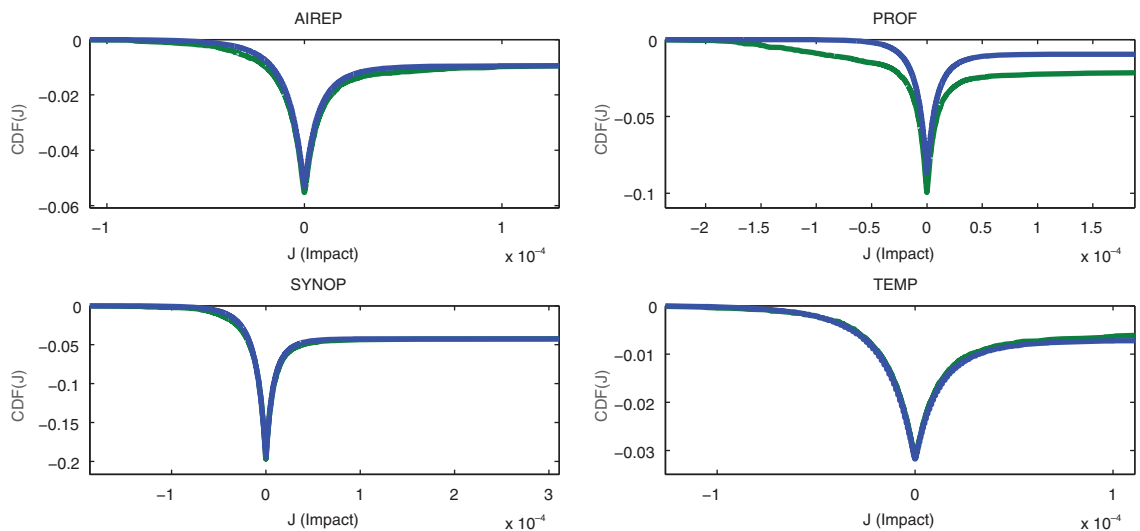 AIREP
0
−0.02
−0.04
−0.06
CDF(J)
−1
0
1
J (Impact)
x 10⁻⁴
PROF
0
−0.05
−0.1
CDF(J)
−2
−1.5
−1
−0.5
0
0.5
1
1.5
J (Impact)
x 10⁻⁴
SYNOP
0
−0.05
−0.1
−0.15
−0.2
CDF(J)
−1
0
1
2
3
J (Impact)
x 10⁻⁴
TEMP
0
−0.01
−0.02
−0.03
CDF(J)
−1
0
1
J (Impact)
x 10⁻⁴